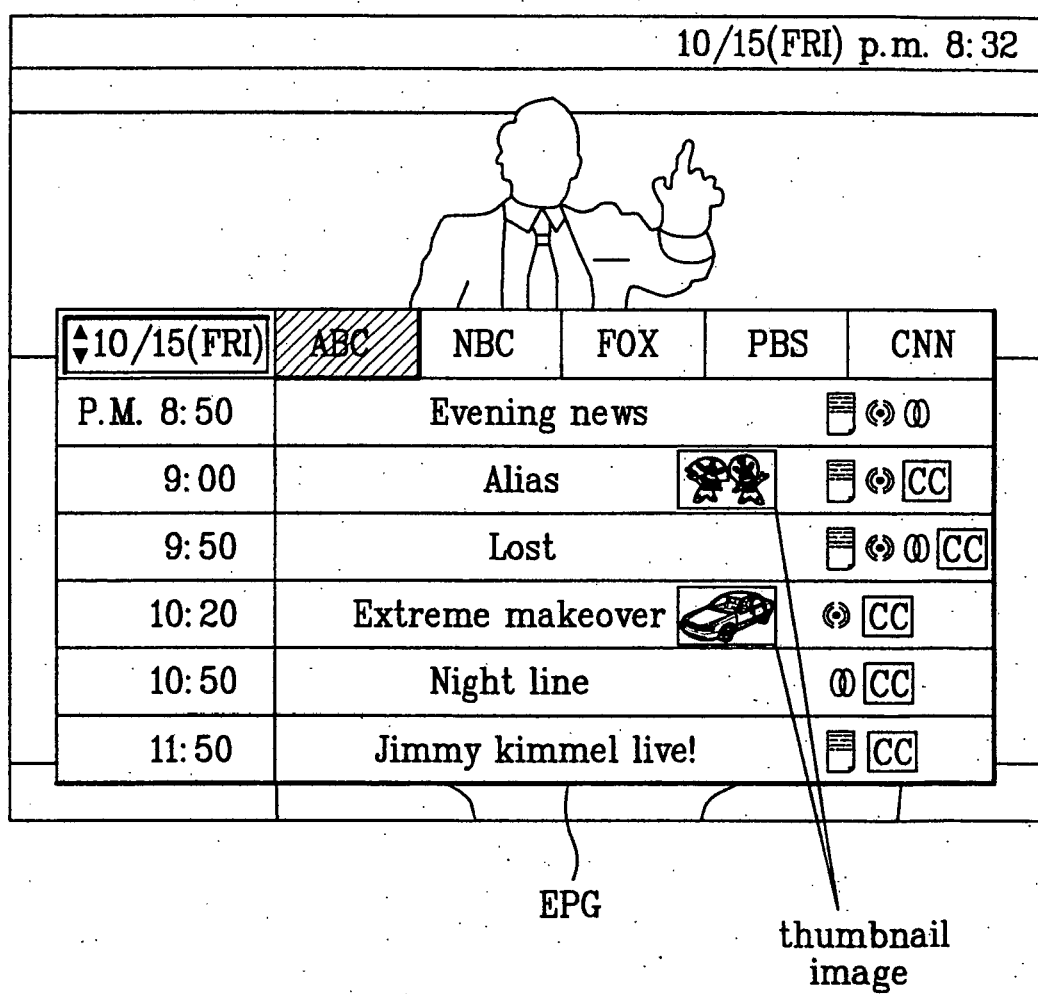 10/15(FRI) p.m. 8:32
10/15(FRI) ABC NBC FOX PBS CNN
P.M. 8:50 Evening news
9:00 Alias CC
9:50 Lost CC
10:20 Extreme makeover CC
10:50 Night line CC
11:50 Jimmy kimmel live! CC
EPG
thumbnail
image